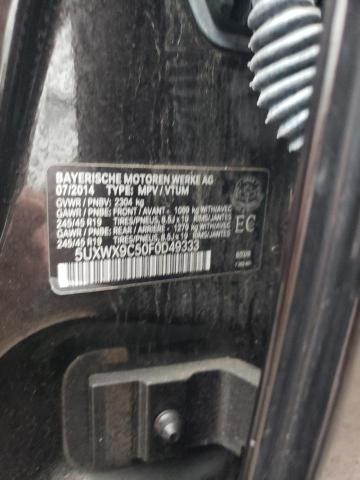 BAYERISCHE MOTOREN WERKE AG
07/2014 TYPE: MPV / VTUM
GVWR / PNBV: 2304 kg
GAWR / PNBE: FRONT / AVANT - 1069 kg WITH/AVEC
245/45 R19 TIRES/PNEUS, 8.5J x 19 RIMS/JANTES
GAWR / PNBE: REAR / ARRIERE - 1279 kg WITH/AVEC
245/45 R19 TIRES/PNEUS, 8.5J x 19 RIMS/JANTES
5UXWX9C50F0D49333
EC